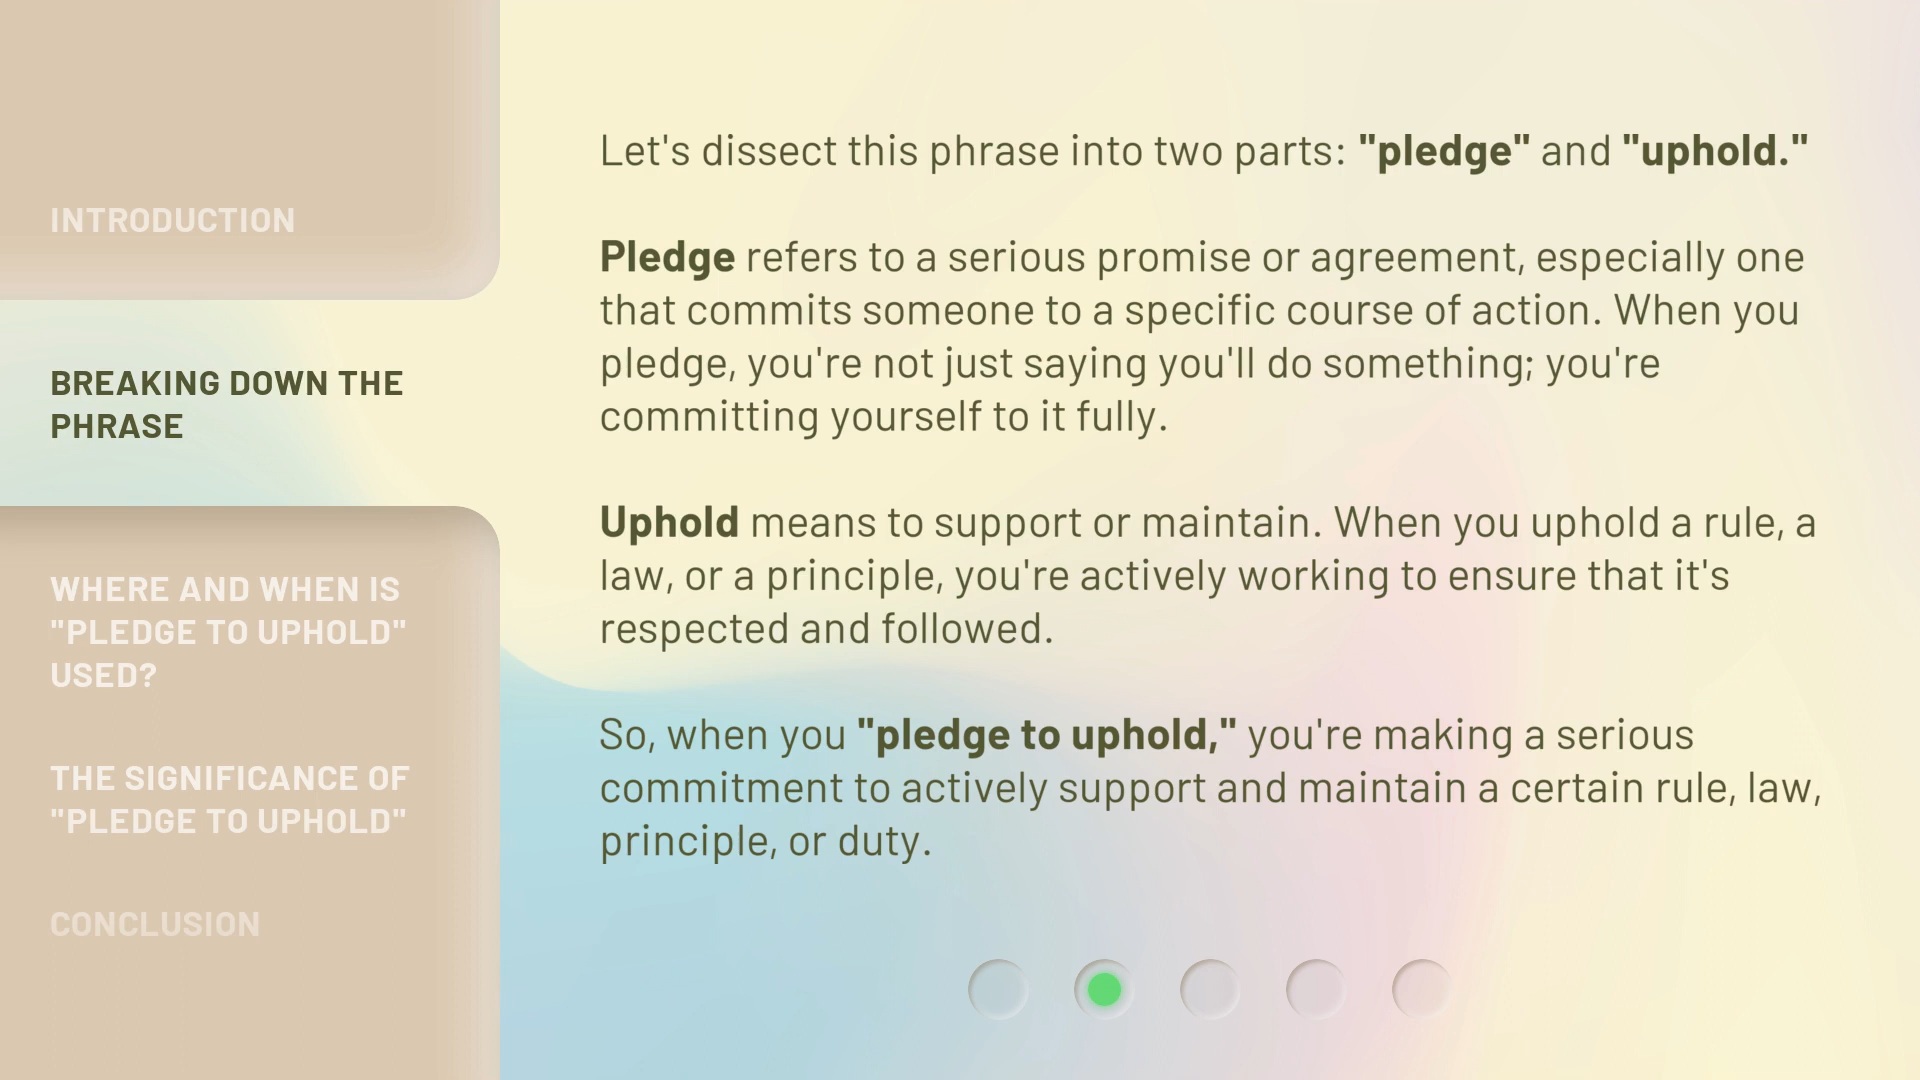 INTRODUCTION
BREAKING DOWN THE
PHRASE
WHERE AND WHEN IS
"PLEDGE TO UPHOLD"
USED?
THE SIGNIFICANCE OF
"PLEDGE TO UPHOLD"
CONCLUSION
Let's dissect this phrase into two parts: "pledge" and "uphold."
Pledge refers to a serious promise or agreement, especially one
that commits someone to a specific course of action. When you
pledge, you're not just saying you'll do something; you're
committing yourself to it fully.
Uphold means to support or maintain. When you uphold a rule, a
law, or a principle, you're actively working to ensure that it's
respected and followed.
So, when you "pledge to uphold," you're making a serious
commitment to actively support and maintain a certain rule, law,
principle, or duty.